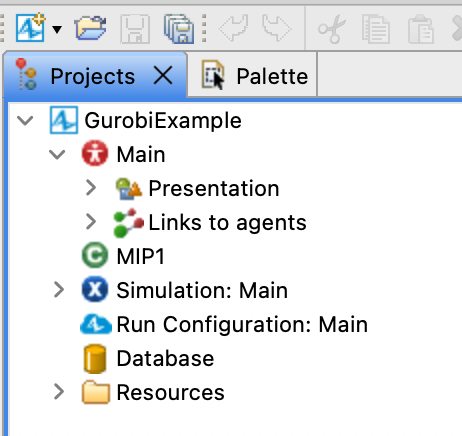 Projects Palette
GurobiExample
Main
Presentation
Links to agents
MIP1
Simulation: Main
Run Configuration: Main
Database
Resources